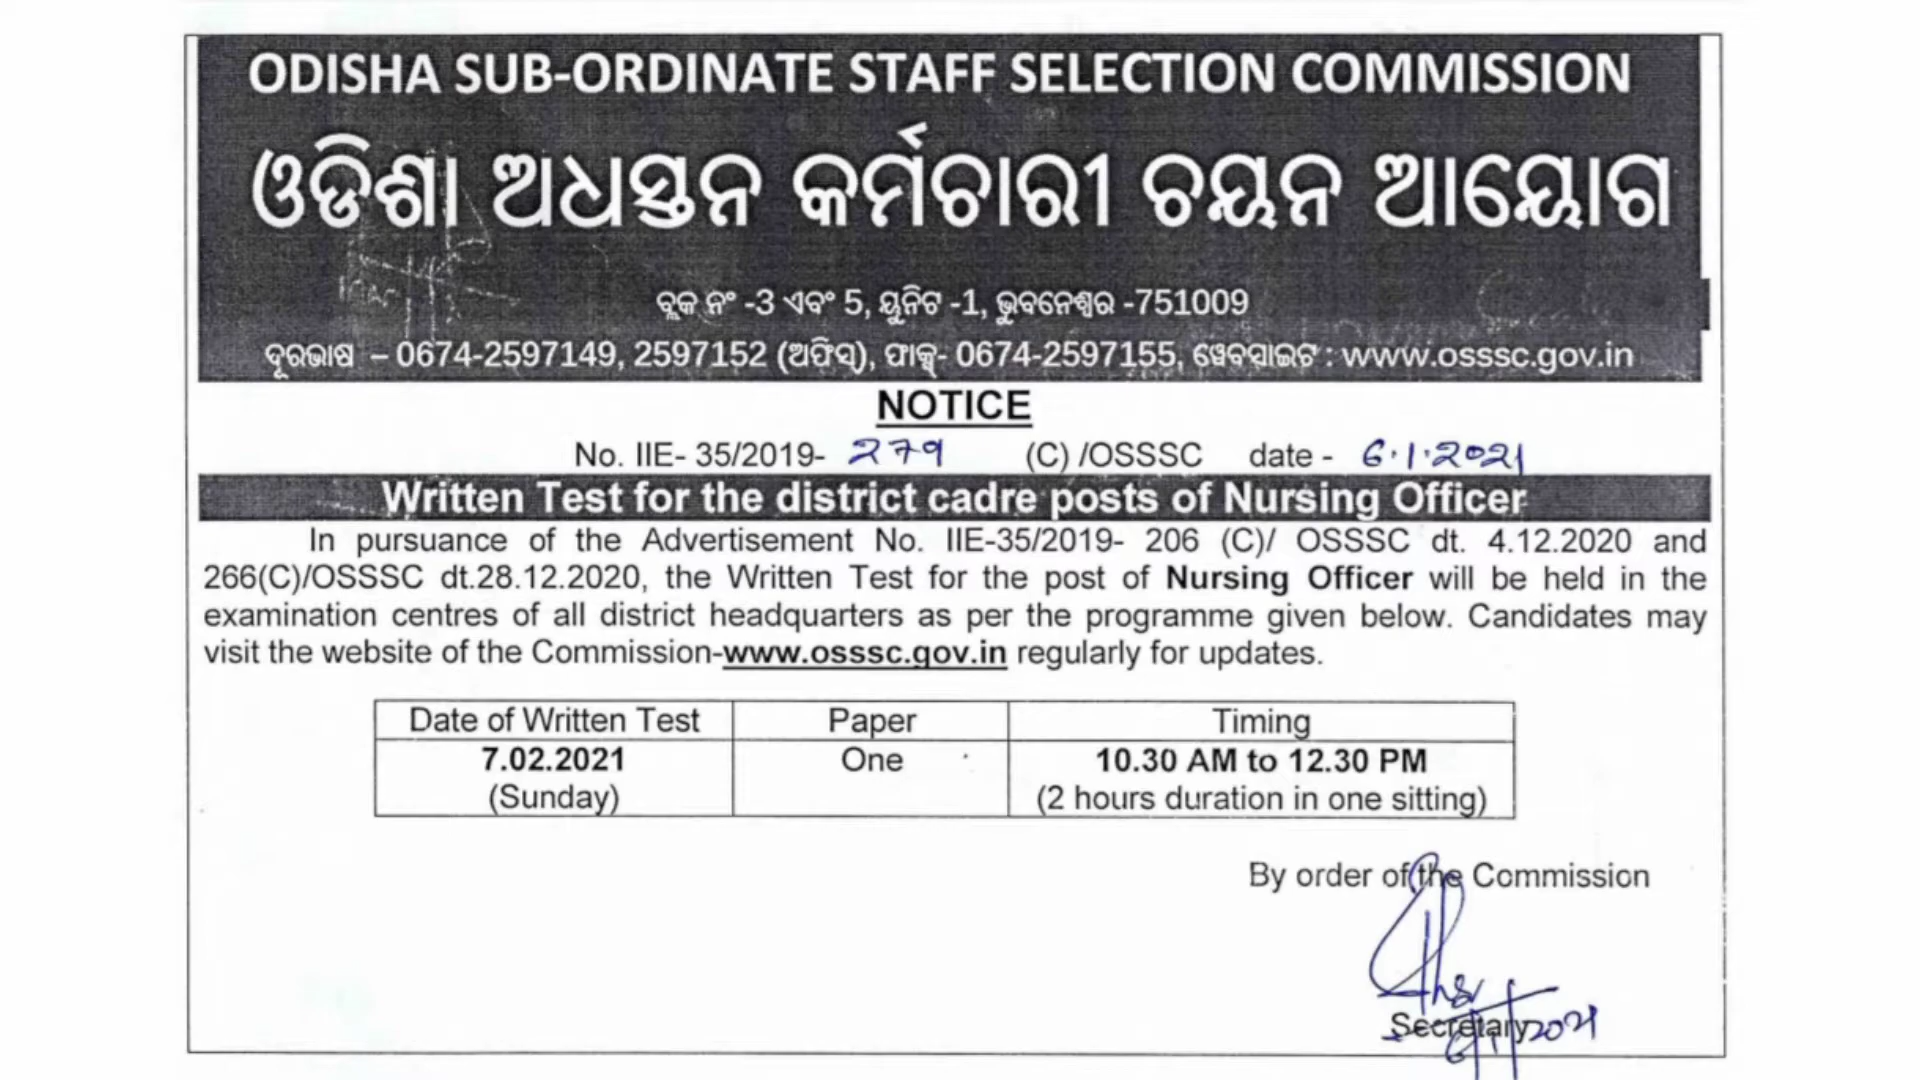 ODISHA SUB-ORDINATE STAFF SELECTION COMMISSION
ଓଡିଶା ଅଧସ୍ତନ କର୍ମଚାରୀ ଚୟନ ଆୟୋଗ
ବ୍ଲକ ନଂ -3 ଏବଂ 5, ୟୁନିଟ -1, ଭୁବନେଶ୍ୱର -751009
ଦୂରଭାଷ – 0674-2597149, 2597152 (ଅଫିସ୍), ଫାକ୍ସ- 0674-2597155, ୱେବସାଇଟ : www.osssc.gov.in
NOTICE
No. IIE- 35/2019- 279 (C) /OSSSC date - 6.1.2021
Written Test for the district cadre posts of Nursing Officer
In pursuance of the Advertisement No. IIE-35/2019- 206 (C)/ OSSSC dt. 4.12.2020 and
266(C)/OSSSC dt.28.12.2020, the Written Test for the post of Nursing Officer will be held in the
examination centres of all district headquarters as per the programme given below. Candidates may
visit the website of the Commission-www.osssc.gov.in regularly for updates.
Date of Written Test Paper Timing
7.02.2021 One 10.30 AM to 12.30 PM
(Sunday) (2 hours duration in one sitting)
By order of the Commission
Secretary